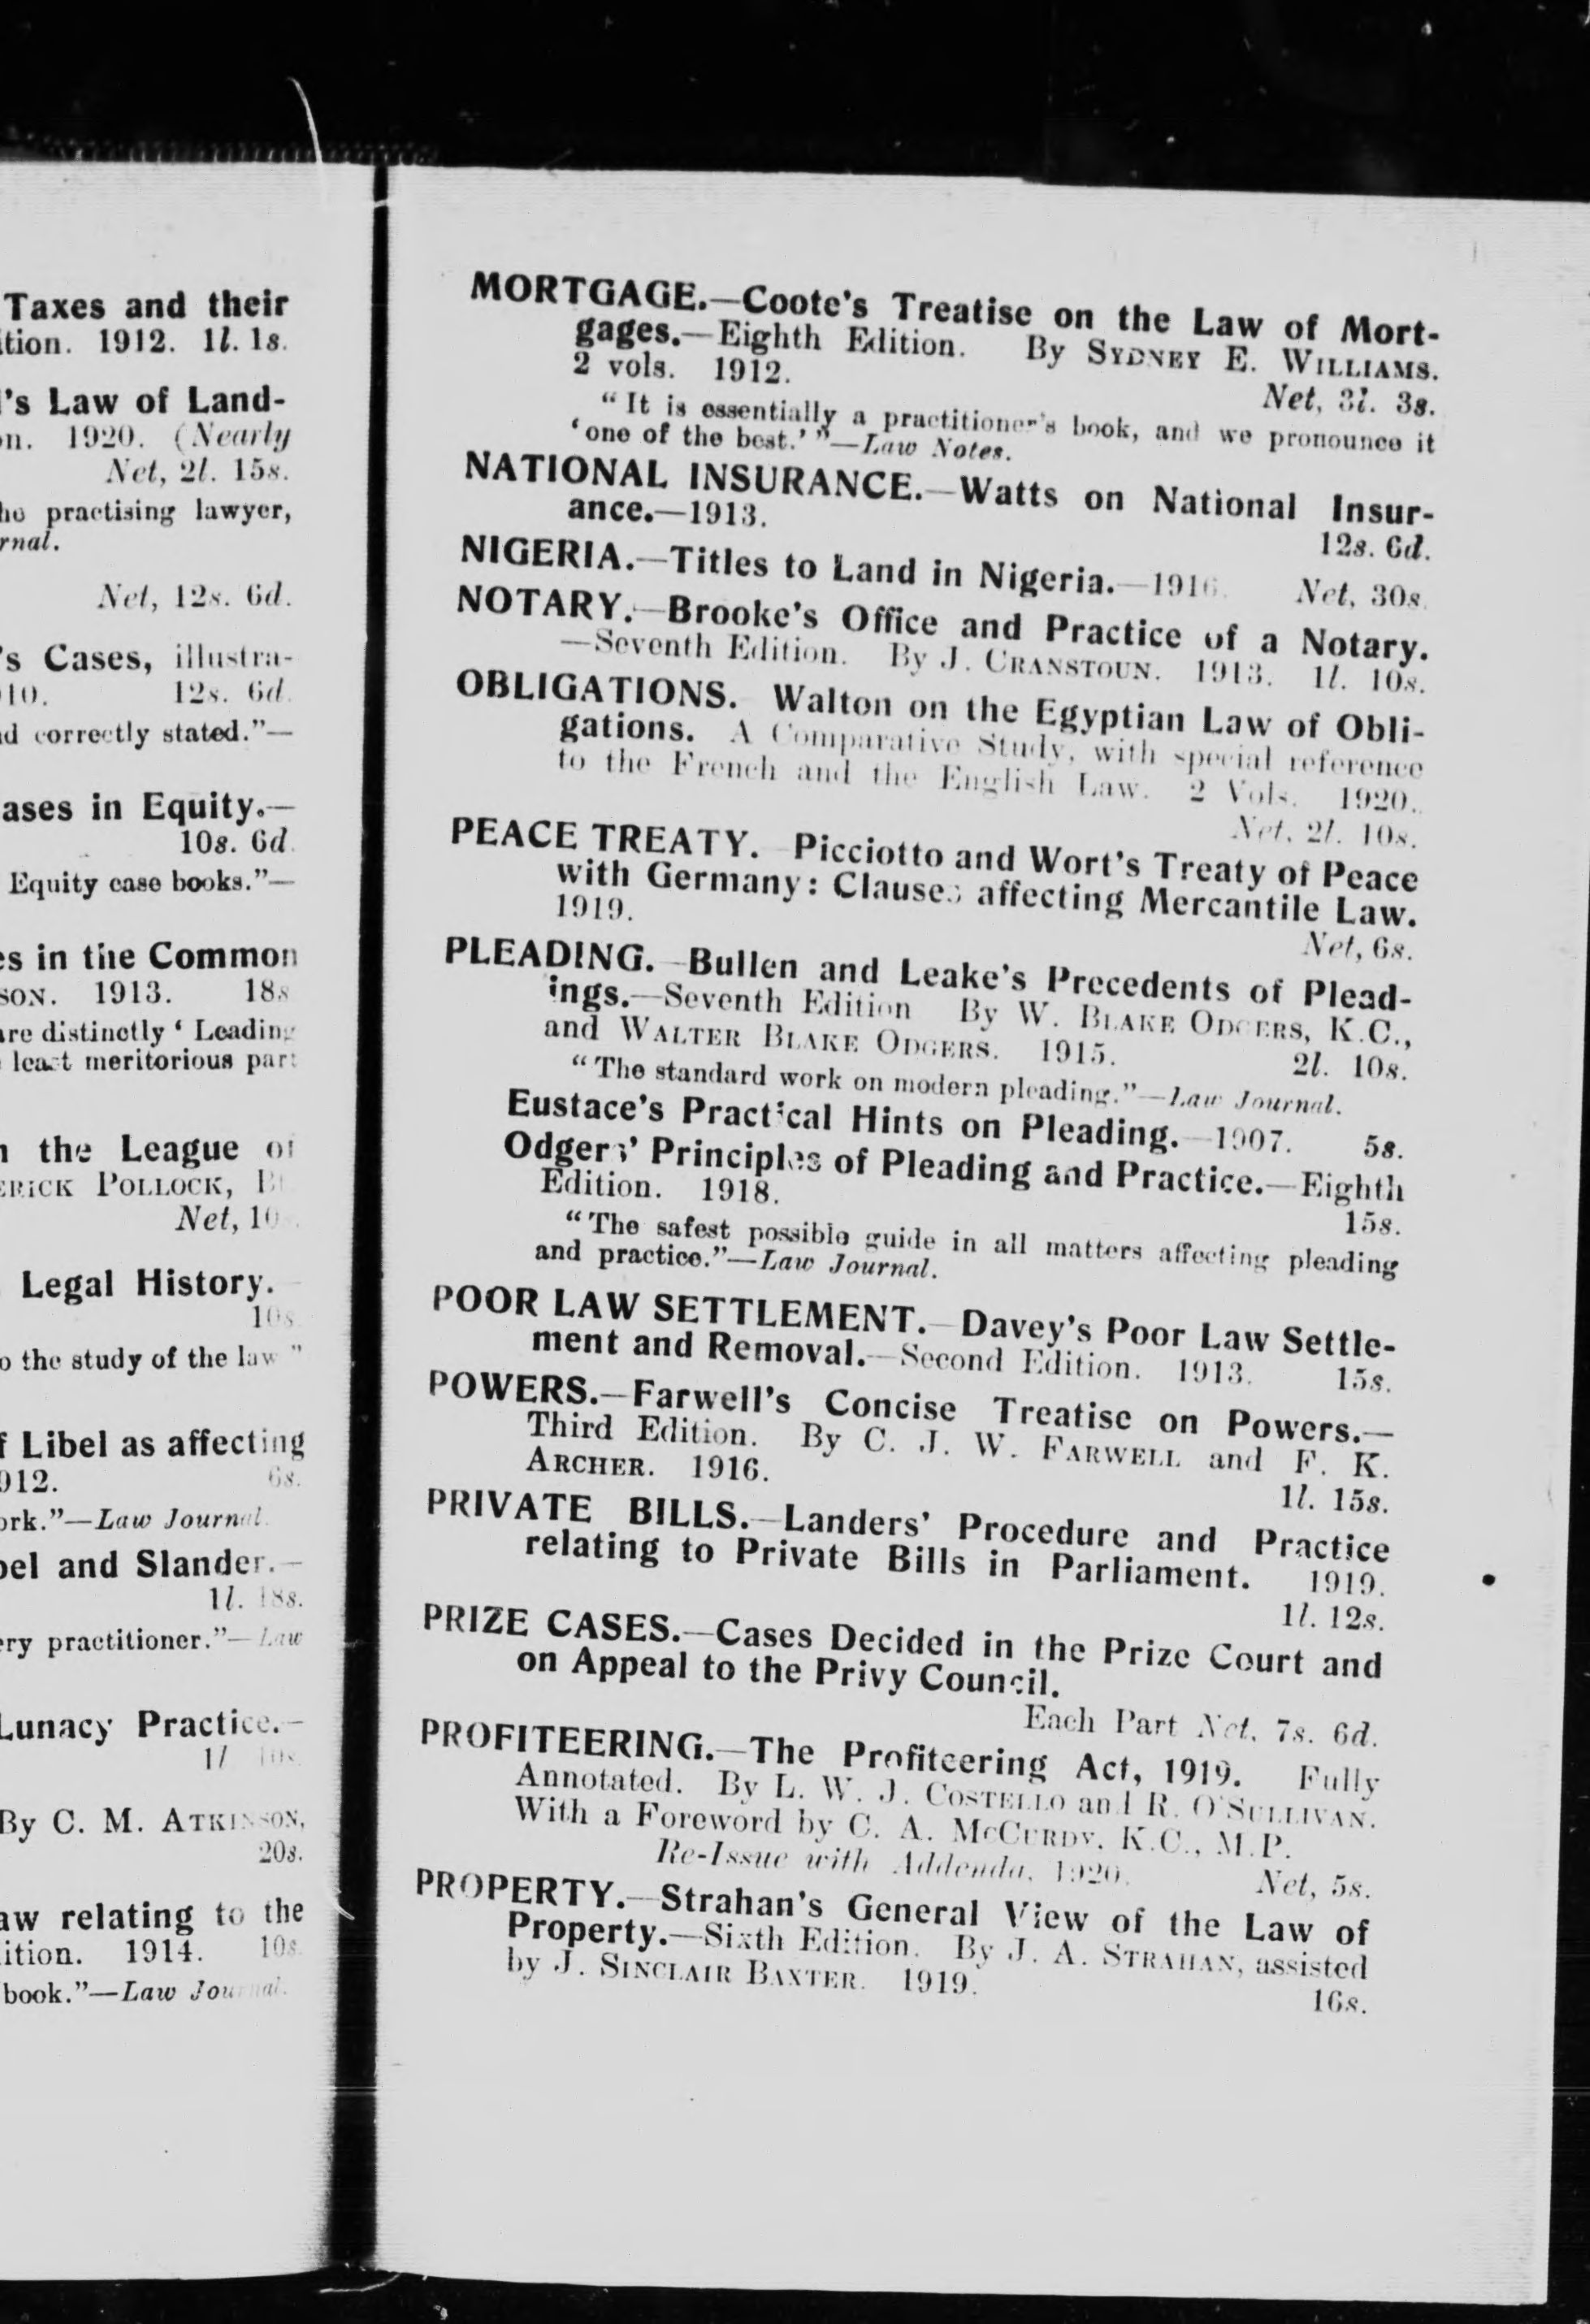 Taxes and their
tion. 1912. 1l. 1s.
's Law of Land-
n. 1920. (Nearly
Net, 2l. 15s.
practising lawyer,
rnal.
Net, 12s. 6d.
's Cases, illustra-
10. 12s. 6d.
d correctly stated."—
ases in Equity.—
10s. 6d.
Equity case books."—
es in the Common
SON. 1913. 18s
are distinctly ' Leading
least meritorious part
the League of
ERICK POLLOCK, Bt
Net, 10
Legal History.—
10s
o the study of the law "
f Libel as affecting
912. 6s.
ork."—Law Journal.
bel and Slander.—
1l. 18s.
ery practitioner."—Law
Lunacy Practice.—
1l 10s.
By C. M. ATKINSON,
20s.
aw relating to the
ition. 1914. 10s.
book."—Law Journal.
MORTGAGE.—Coote's Treatise on the Law of Mort-
gages.—Eighth Edition. By SYDNEY E. WILLIAMS.
2 vols. 1912. Net, 3l. 3s.
"It is essentially a practitioner's book, and we pronounce it
'one of the best.' "—Law Notes.
NATIONAL INSURANCE.—Watts on National Insur-
ance.—1913. 12s. 6d.
NIGERIA.—Titles to Land in Nigeria.—1916. Net, 30s.
NOTARY.—Brooke's Office and Practice of a Notary.
—Seventh Edition. By J. CRANSTOUN. 1913. 1l. 10s.
OBLIGATIONS. Walton on the Egyptian Law of Obli-
gations. A Comparative Study, with special reference
to the French and the English Law. 2 Vols. 1920.
Net, 2l. 10s.
PEACE TREATY. Picciotto and Wort's Treaty of Peace
with Germany: Clauses affecting Mercantile Law.
1919. Net, 6s.
PLEADING.—Bullen and Leake's Precedents of Plead-
ings.—Seventh Edition By W. BLAKE ODGERS, K.C.,
and WALTER BLAKE ODGERS. 1915. 2l. 10s.
"The standard work on modern pleading."—Law Journal.
Eustace's Practical Hints on Pleading.—1907. 5s.
Odgers' Principles of Pleading and Practice.—Eighth
Edition. 1918. 15s.
"The safest possible guide in all matters affecting pleading
and practice."—Law Journal.
POOR LAW SETTLEMENT.—Davey's Poor Law Settle-
ment and Removal.—Second Edition. 1913. 15s.
POWERS.—Farwell's Concise Treatise on Powers.—
Third Edition. By C. J. W. FARWELL and F. K.
ARCHER. 1916. 1l. 15s.
PRIVATE BILLS.—Landers' Procedure and Practice
relating to Private Bills in Parliament. 1919.
1l. 12s.
PRIZE CASES.—Cases Decided in the Prize Court and
on Appeal to the Privy Council.
Each Part Net, 7s. 6d.
PROFITEERING.—The Profiteering Act, 1919. Fully
Annotated. By L. W. J. COSTELLO and R. O'SULLIVAN.
With a Foreword by C. A. MCCURDY, K.C., M.P.
Re-Issue with Addenda, 1920. Net, 5s.
PROPERTY.—Strahan's General View of the Law of
Property.—Sixth Edition. By J. A. STRAHAN, assisted
by J. SINCLAIR BAXTER. 1919. 16s.